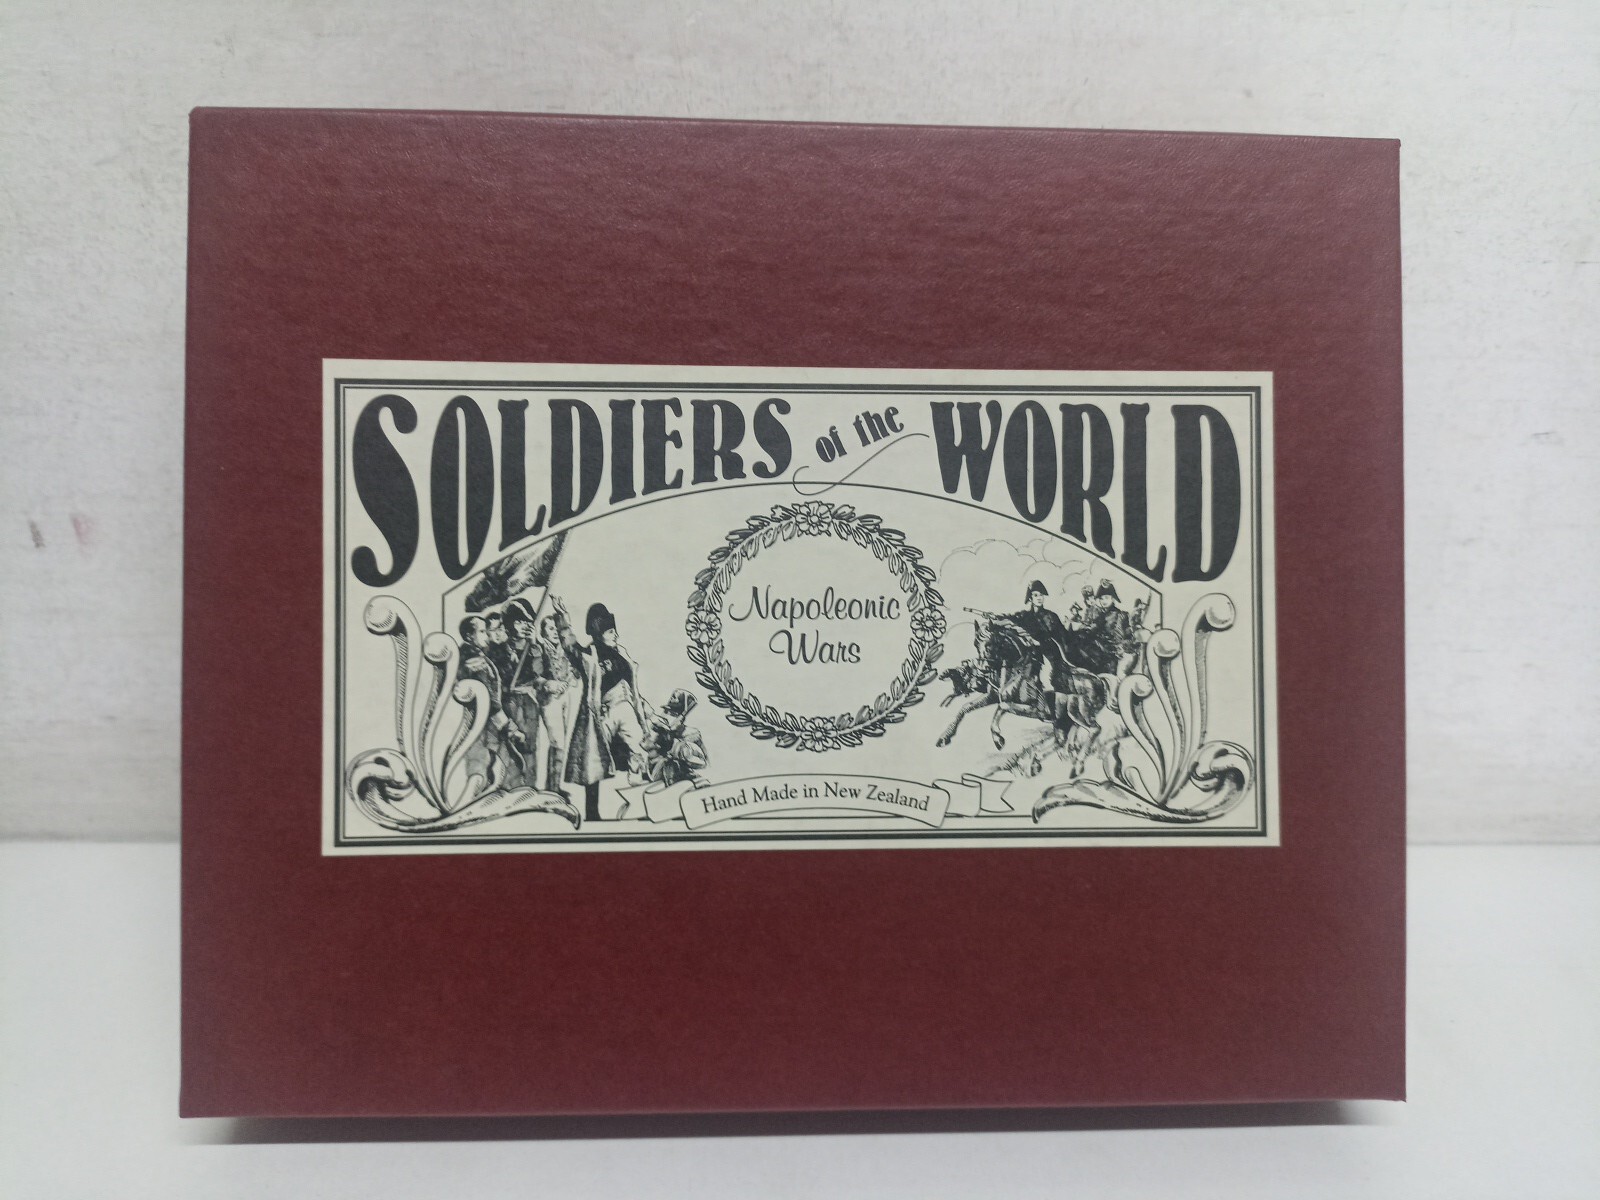 SOLDIERS of the WORLD
Napoleonic
Wars
Hand Made in New Zealand